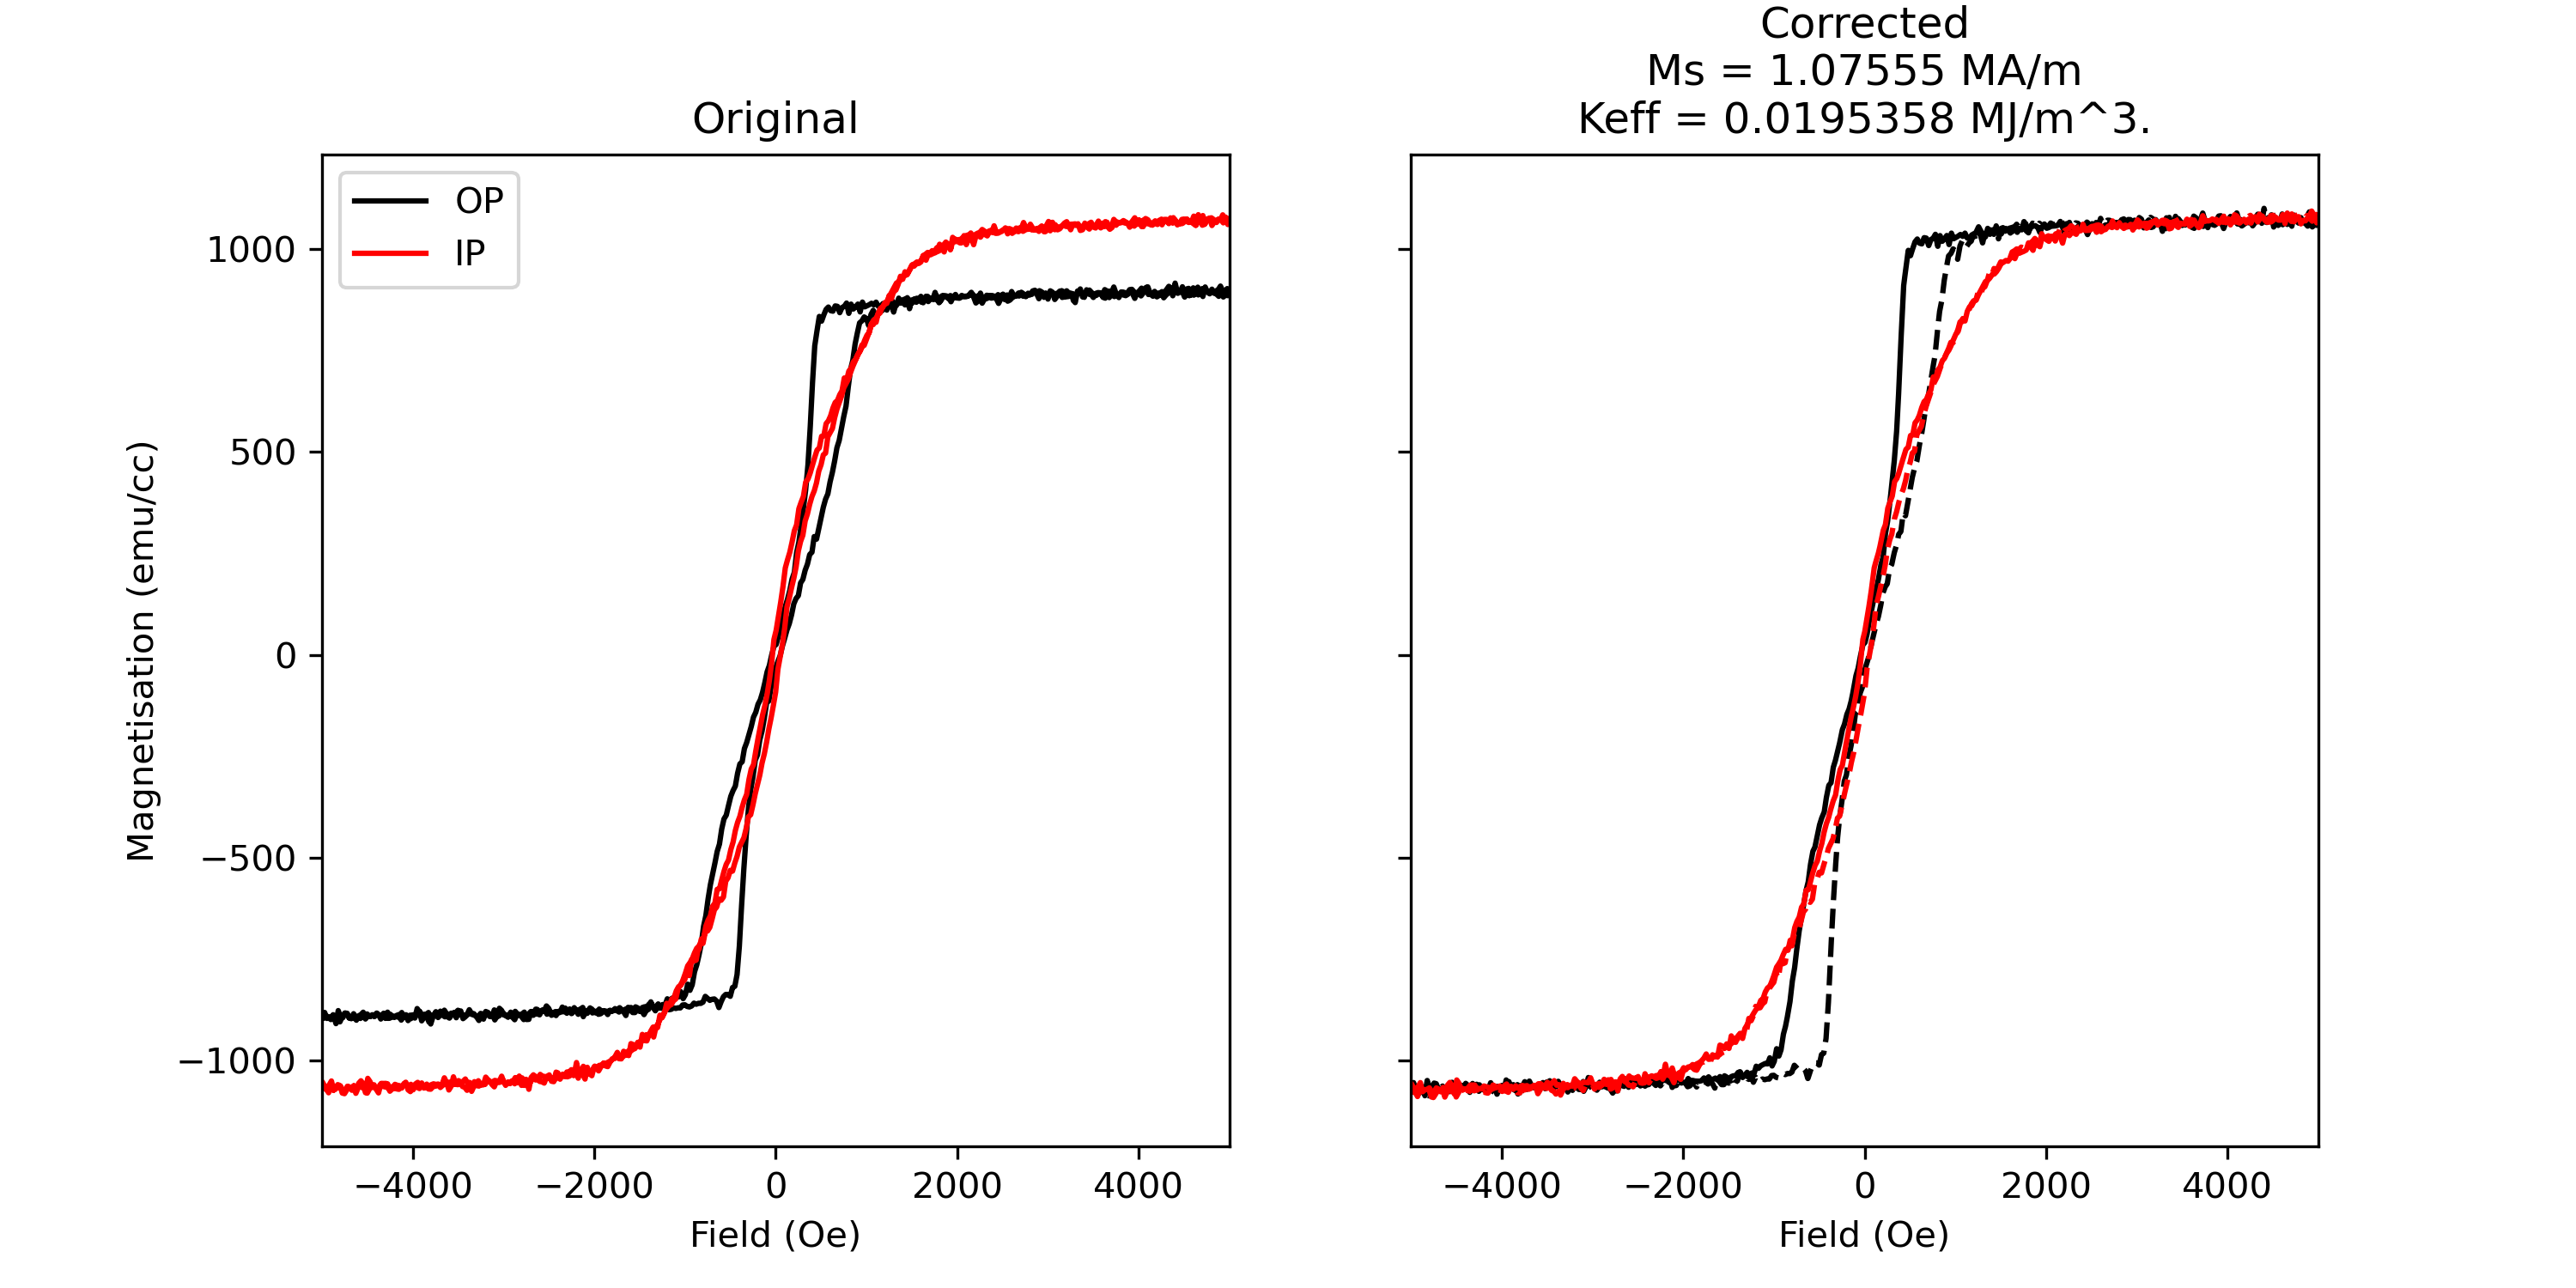 Original
OP
IP
1000
500
0
−500
−1000
Magnetisation (emu/cc)
−4000 −2000 0 2000 4000
Field (Oe)
Corrected
Ms = 1.07555 MA/m
Keff = 0.0195358 MJ/m^3.
−4000 −2000 0 2000 4000
Field (Oe)